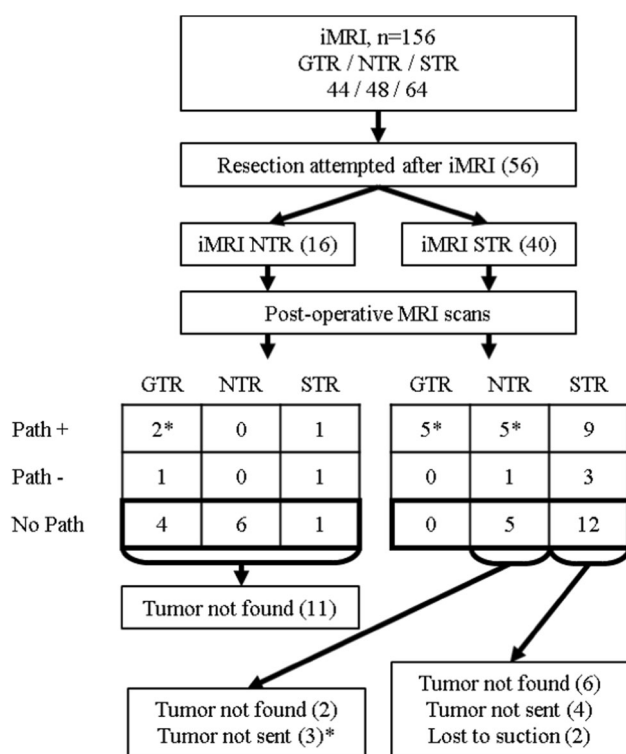 iMRI, n=156
GTR / NTR / STR
44 / 48 / 64
Resection attempted after iMRI (56)
iMRI NTR (16)
iMRI STR (40)
Post-operative MRI scans
GTR NTR STR GTR NTR STR
Path + 2* 0 1 5* 5* 9
Path - 1 0 1 0 1 3
No Path 4 6 1 0 5 12
Tumor not found (11)
Tumor not found (2)
Tumor not sent (3)*
Tumor not found (6)
Tumor not sent (4)
Lost to suction (2)